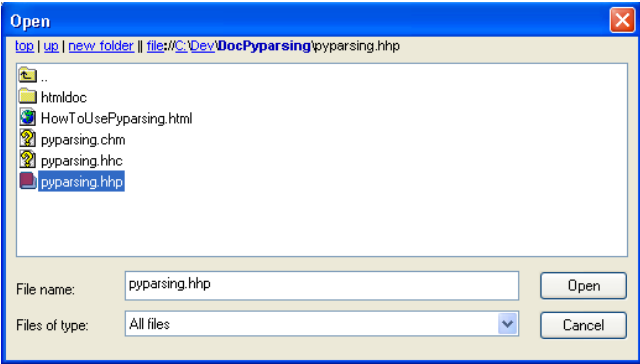 Open
top | up | new folder || file://C:\Dev\DocPyparsing\pyparsing.hhp
..
htmldoc
HowToUsePyparsing.html
pyparsing.chm
pyparsing.hhc
pyparsing.hhp
File name: pyparsing.hhp Open
Files of type: All files Cancel